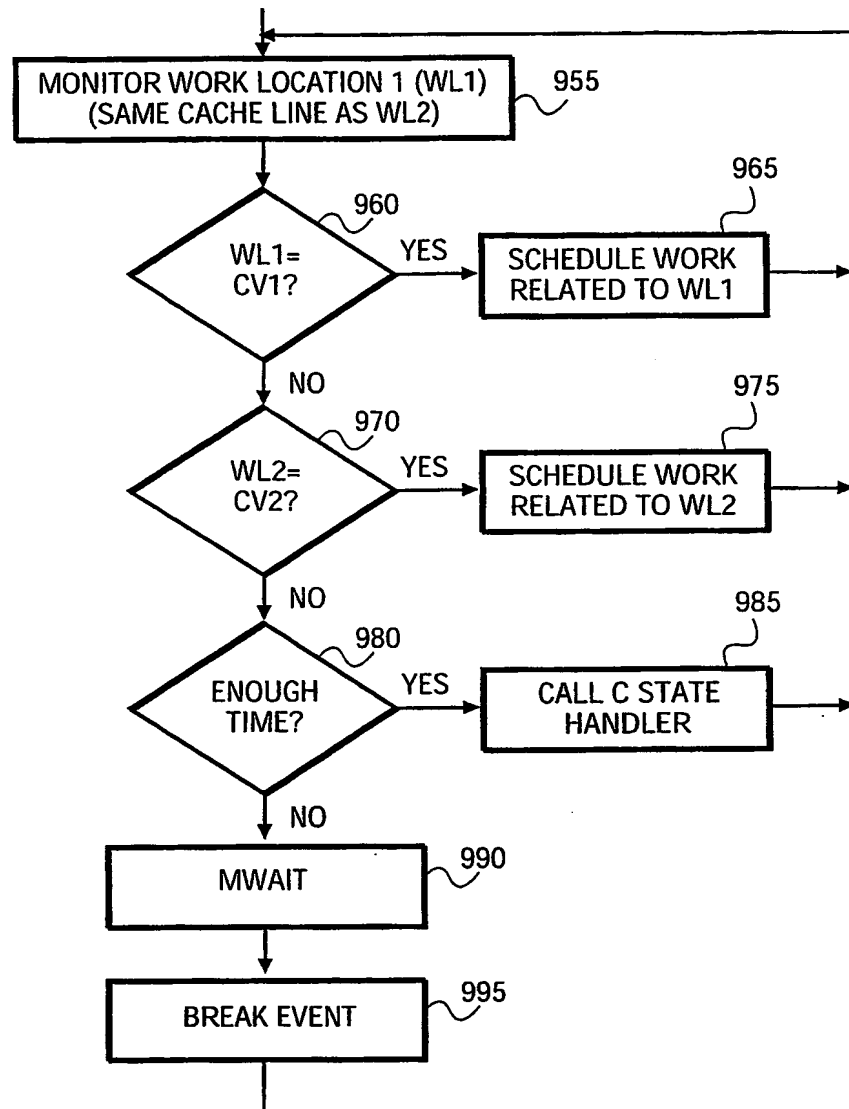 MONITOR WORK LOCATION 1 (WL1)
(SAME CACHE LINE AS WL2)
955
960
WL1=
CV1?
YES
965
SCHEDULE WORK
RELATED TO WL1
NO
970
WL2=
CV2?
YES
975
SCHEDULE WORK
RELATED TO WL2
NO
980
ENOUGH
TIME?
YES
985
CALL C STATE
HANDLER
NO
MWAIT
990
BREAK EVENT
995